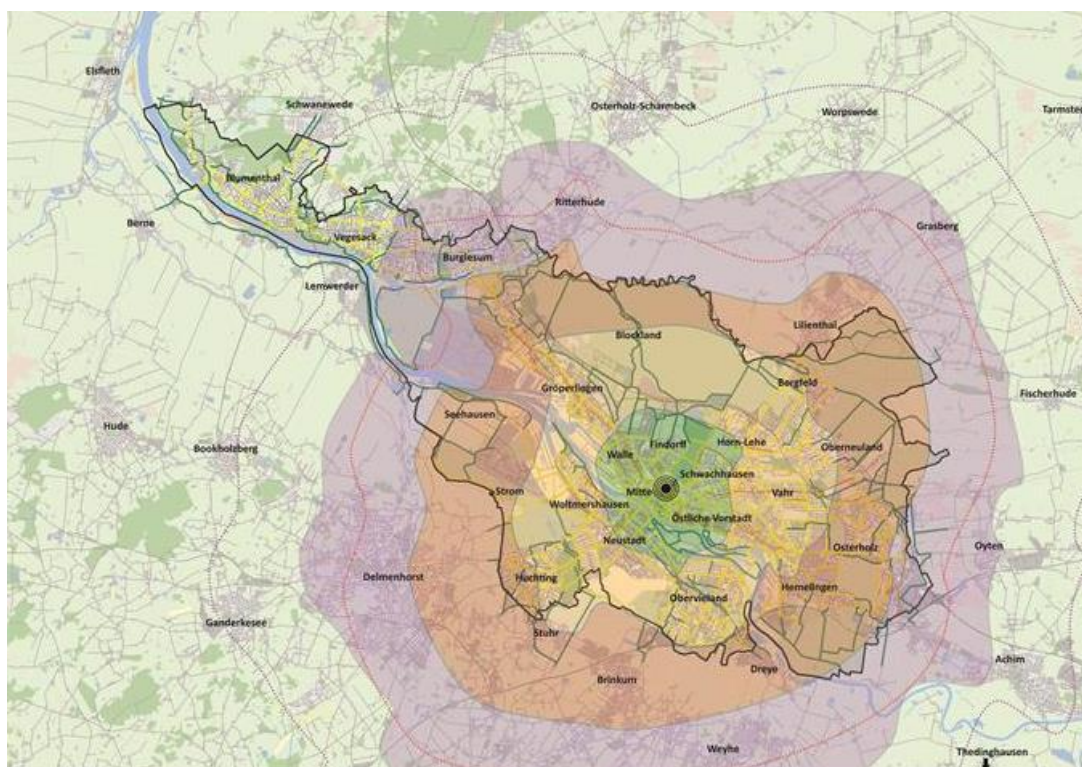 Elsfleth
Schwanewede
Osterholz-Scharmbeck
Worpswede
Tarmste
Blumenthal
Berne
Vegesack
Ritterhude
Grasberg
Burglesum
Lemwerder
Lilienthal
Blockland
Borgfeld
Gröpelingen
Fischerhude
Seehausen
Hude
Bookholzberg
Findorff
Horn-Lehe
Oberneuland
Walle
Schwachhausen
Strom
Mitte
Vahr
Woltmershausen
Östliche Vorstadt
Neustadt
Osterholz
Oyten
Delmenhorst
Huchting
Hemelingen
Obervieland
Ganderkesee
Stuhr
Achim
Dreye
Brinkum
Weyhe
Thedinghausen